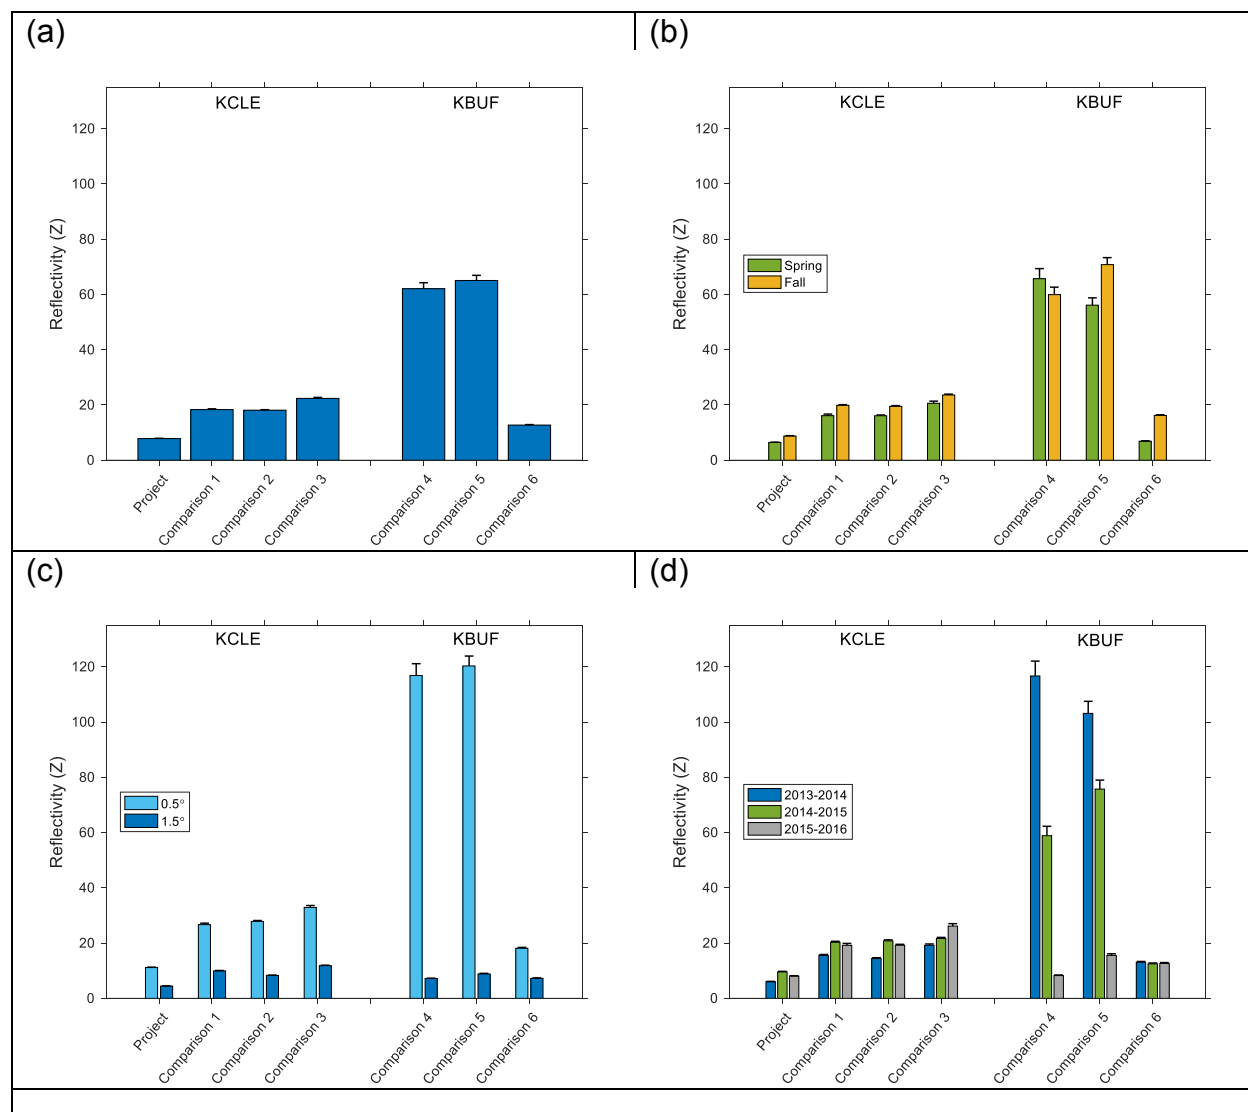 (a)
KCLE
KBUF
Reflectivity (Z)
120
100
80
60
40
20
0
Project
Comparison 1
Comparison 2
Comparison 3
Comparison 4
Comparison 5
Comparison 6
(b)
KCLE
KBUF
Reflectivity (Z)
120
100
80
60
40
20
0
Spring
Fall
Project
Comparison 1
Comparison 2
Comparison 3
Comparison 4
Comparison 5
Comparison 6
(c)
KCLE
KBUF
Reflectivity (Z)
120
100
80
60
40
20
0
0.5°
1.5°
Project
Comparison 1
Comparison 2
Comparison 3
Comparison 4
Comparison 5
Comparison 6
(d)
KCLE
KBUF
Reflectivity (Z)
120
100
80
60
40
20
0
2013-2014
2014-2015
2015-2016
Project
Comparison 1
Comparison 2
Comparison 3
Comparison 4
Comparison 5
Comparison 6